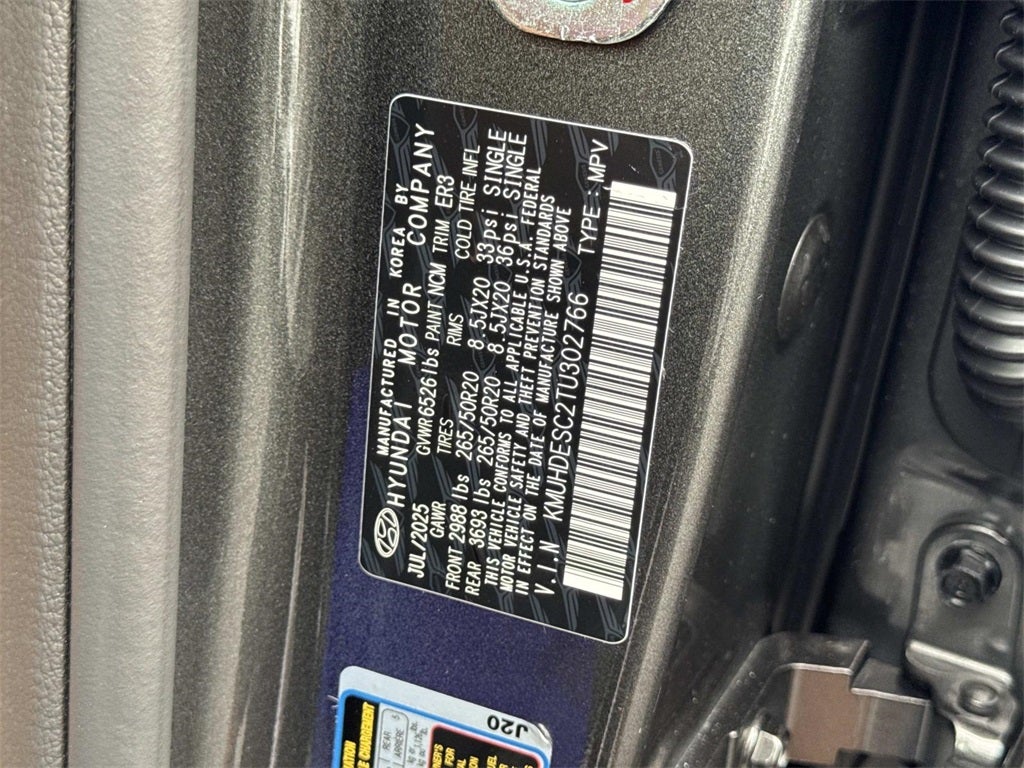 MANUFACTURED IN KOREA BY
HYUNDAI MOTOR COMPANY
JUL/2025 GVWR6526lbs PAINT NCM TRIM ER3
GAWR TIRES RIMS COLD TIRE INFL
FRONT 2988 lbs 265/50R20 8.5JX20 33psi SINGLE
REAR 3693 lbs 265/50R20 8.5JX20 36psi SINGLE
THIS VEHICLE CONFORMS TO ALL APPLICABLE U.S.A. FEDERAL
MOTOR VEHICLE SAFETY AND THEFT PREVENTION STANDARDS
IN EFFECT ON THE DATE OF MANUFACTURE SHOWN ABOVE
V.I.N KMUHDESC2TU302766 TYPE : MPV
J20
REAR
ARRIÈRE